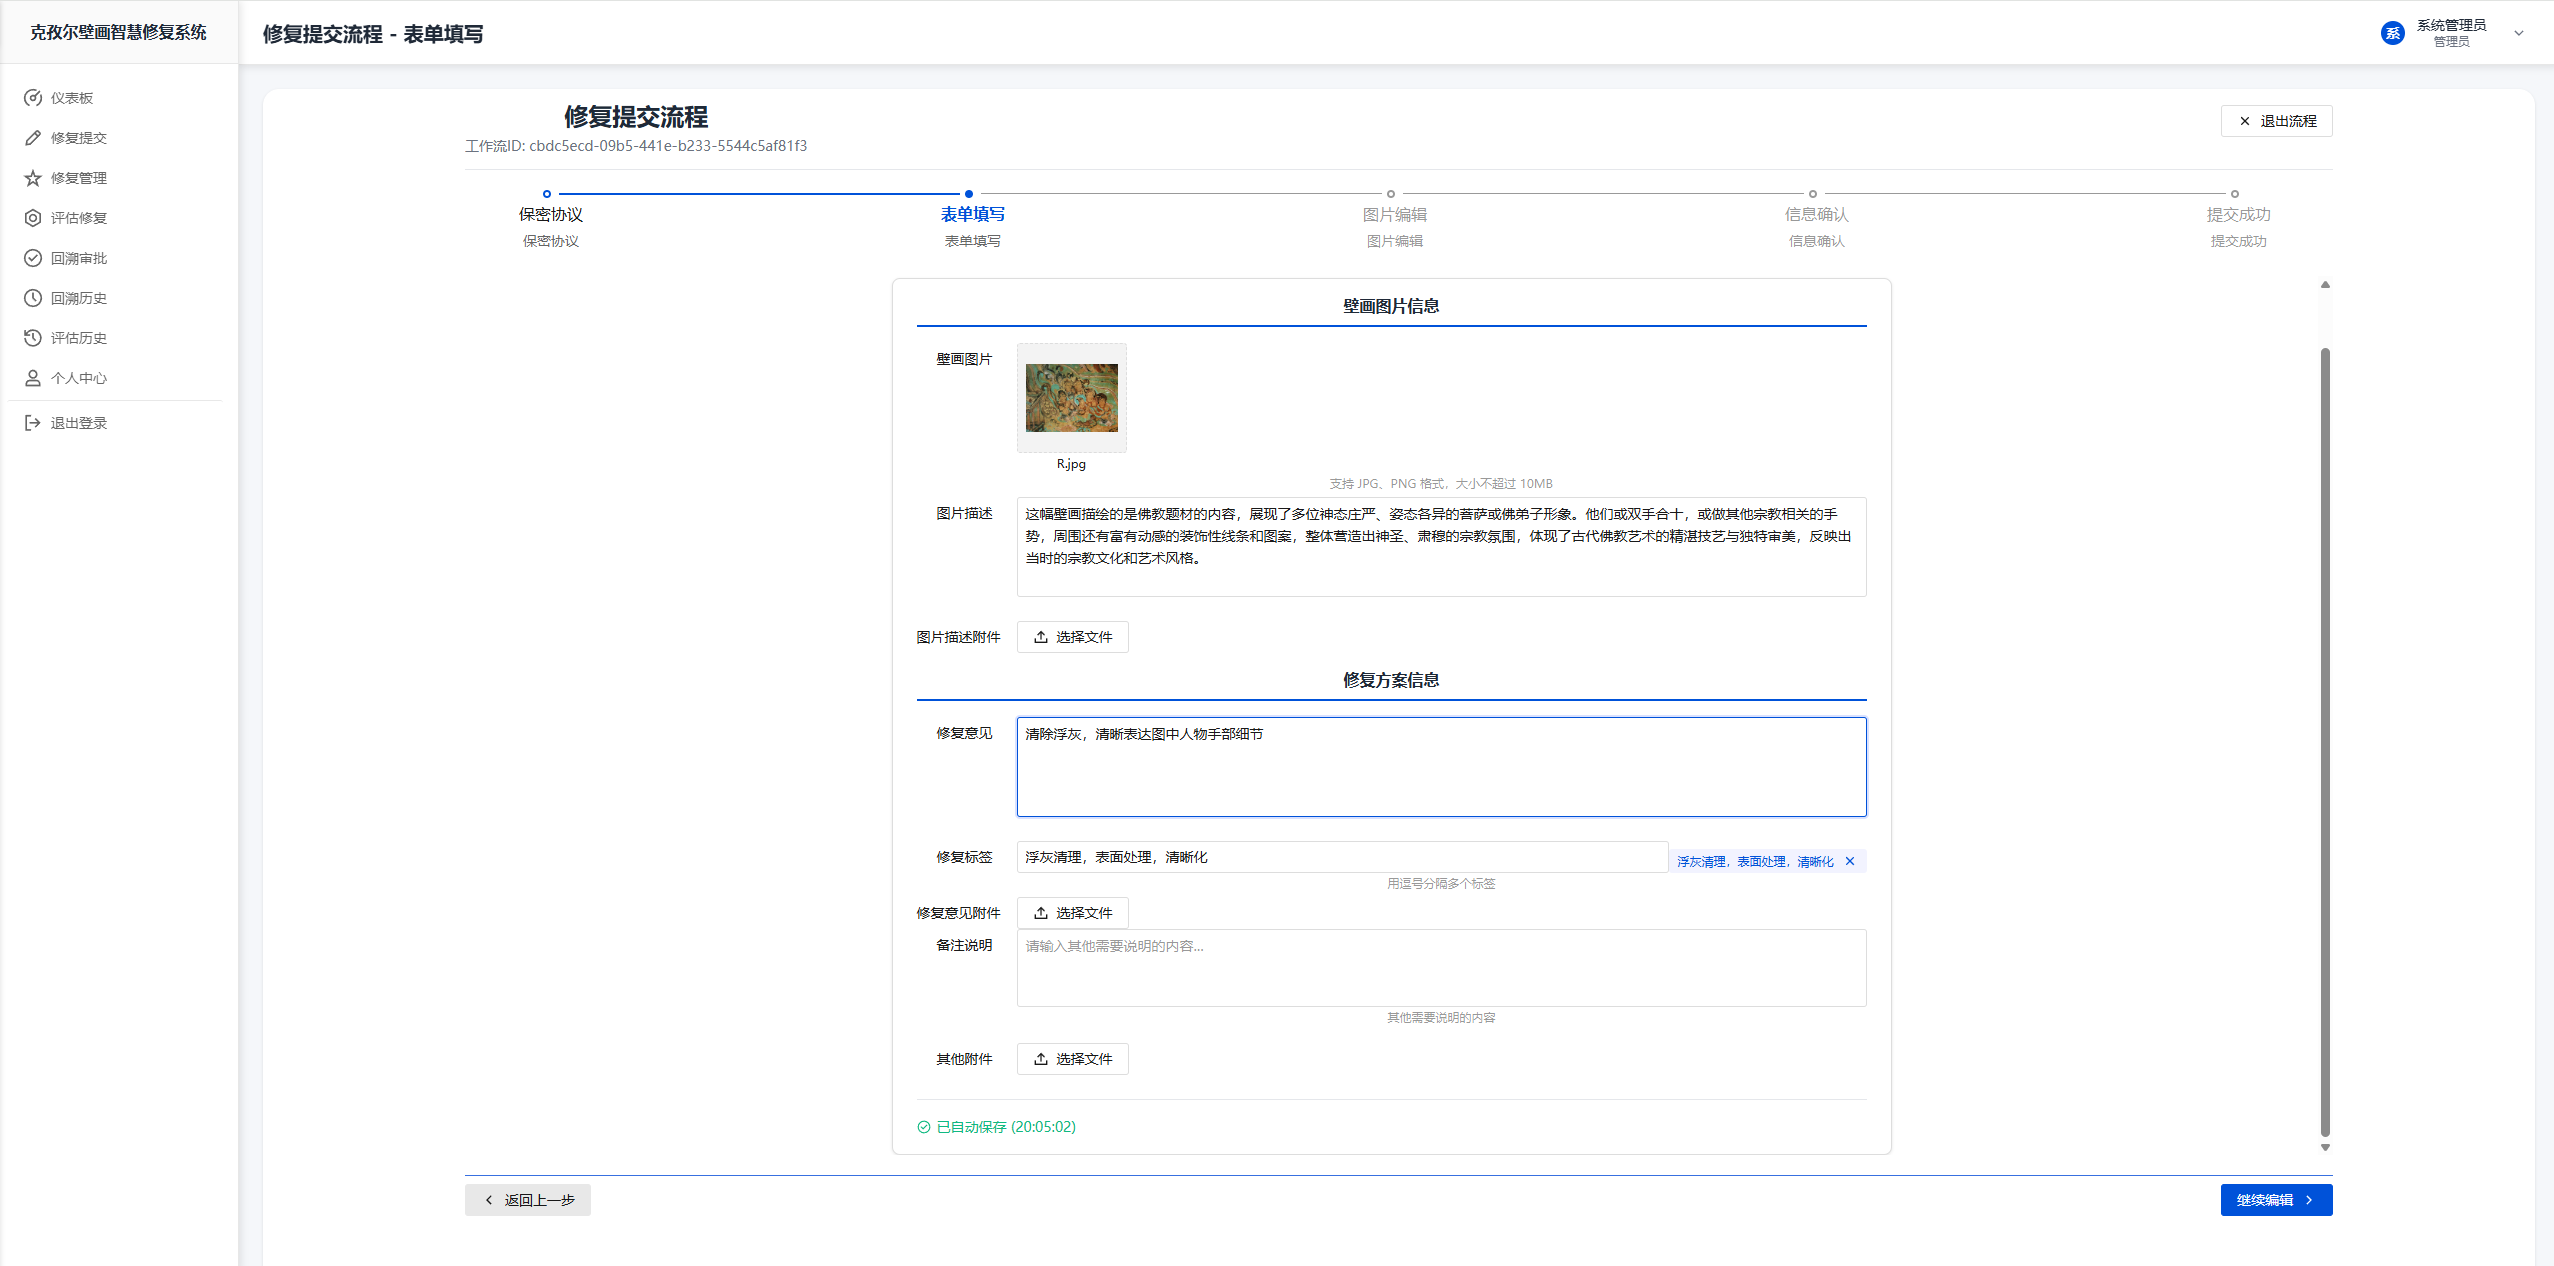 克孜尔壁画智慧修复系统
修复提交流程 - 表单填写
系
系统管理员
管理员
仪表板
修复提交
修复管理
评估修复
回溯审批
回溯历史
评估历史
个人中心
退出登录
修复提交流程
工作流ID: cbdc5ecd-09b5-441e-b233-5544c5af81f3
退出流程
保密协议
保密协议
表单填写
表单填写
图片编辑
图片编辑
信息确认
信息确认
提交成功
提交成功
壁画图片信息
壁画图片
R.jpg
支持 JPG、PNG 格式，大小不超过 10MB
图片描述
这幅壁画描绘的是佛教题材的内容，展现了多位神态庄严、姿态各异的菩萨或佛弟子形象。他们或双手合十，或做其他宗教相关的手
势，周围还有富有动感的装饰性线条和图案，整体营造出神圣、肃穆的宗教氛围，体现了古代佛教艺术的精湛技艺与独特审美，反映出
当时的宗教文化和艺术风格。
图片描述附件
选择文件
修复方案信息
修复意见
清除浮灰，清晰表达图中人物手部细节
修复标签
浮灰清理，表面处理，清晰化
浮灰清理，表面处理，清晰化
用逗号分隔多个标签
修复意见附件
选择文件
备注说明
请输入其他需要说明的内容...
其他需要说明的内容
其他附件
选择文件
已自动保存 (20:05:02)
返回上一步
继续编辑